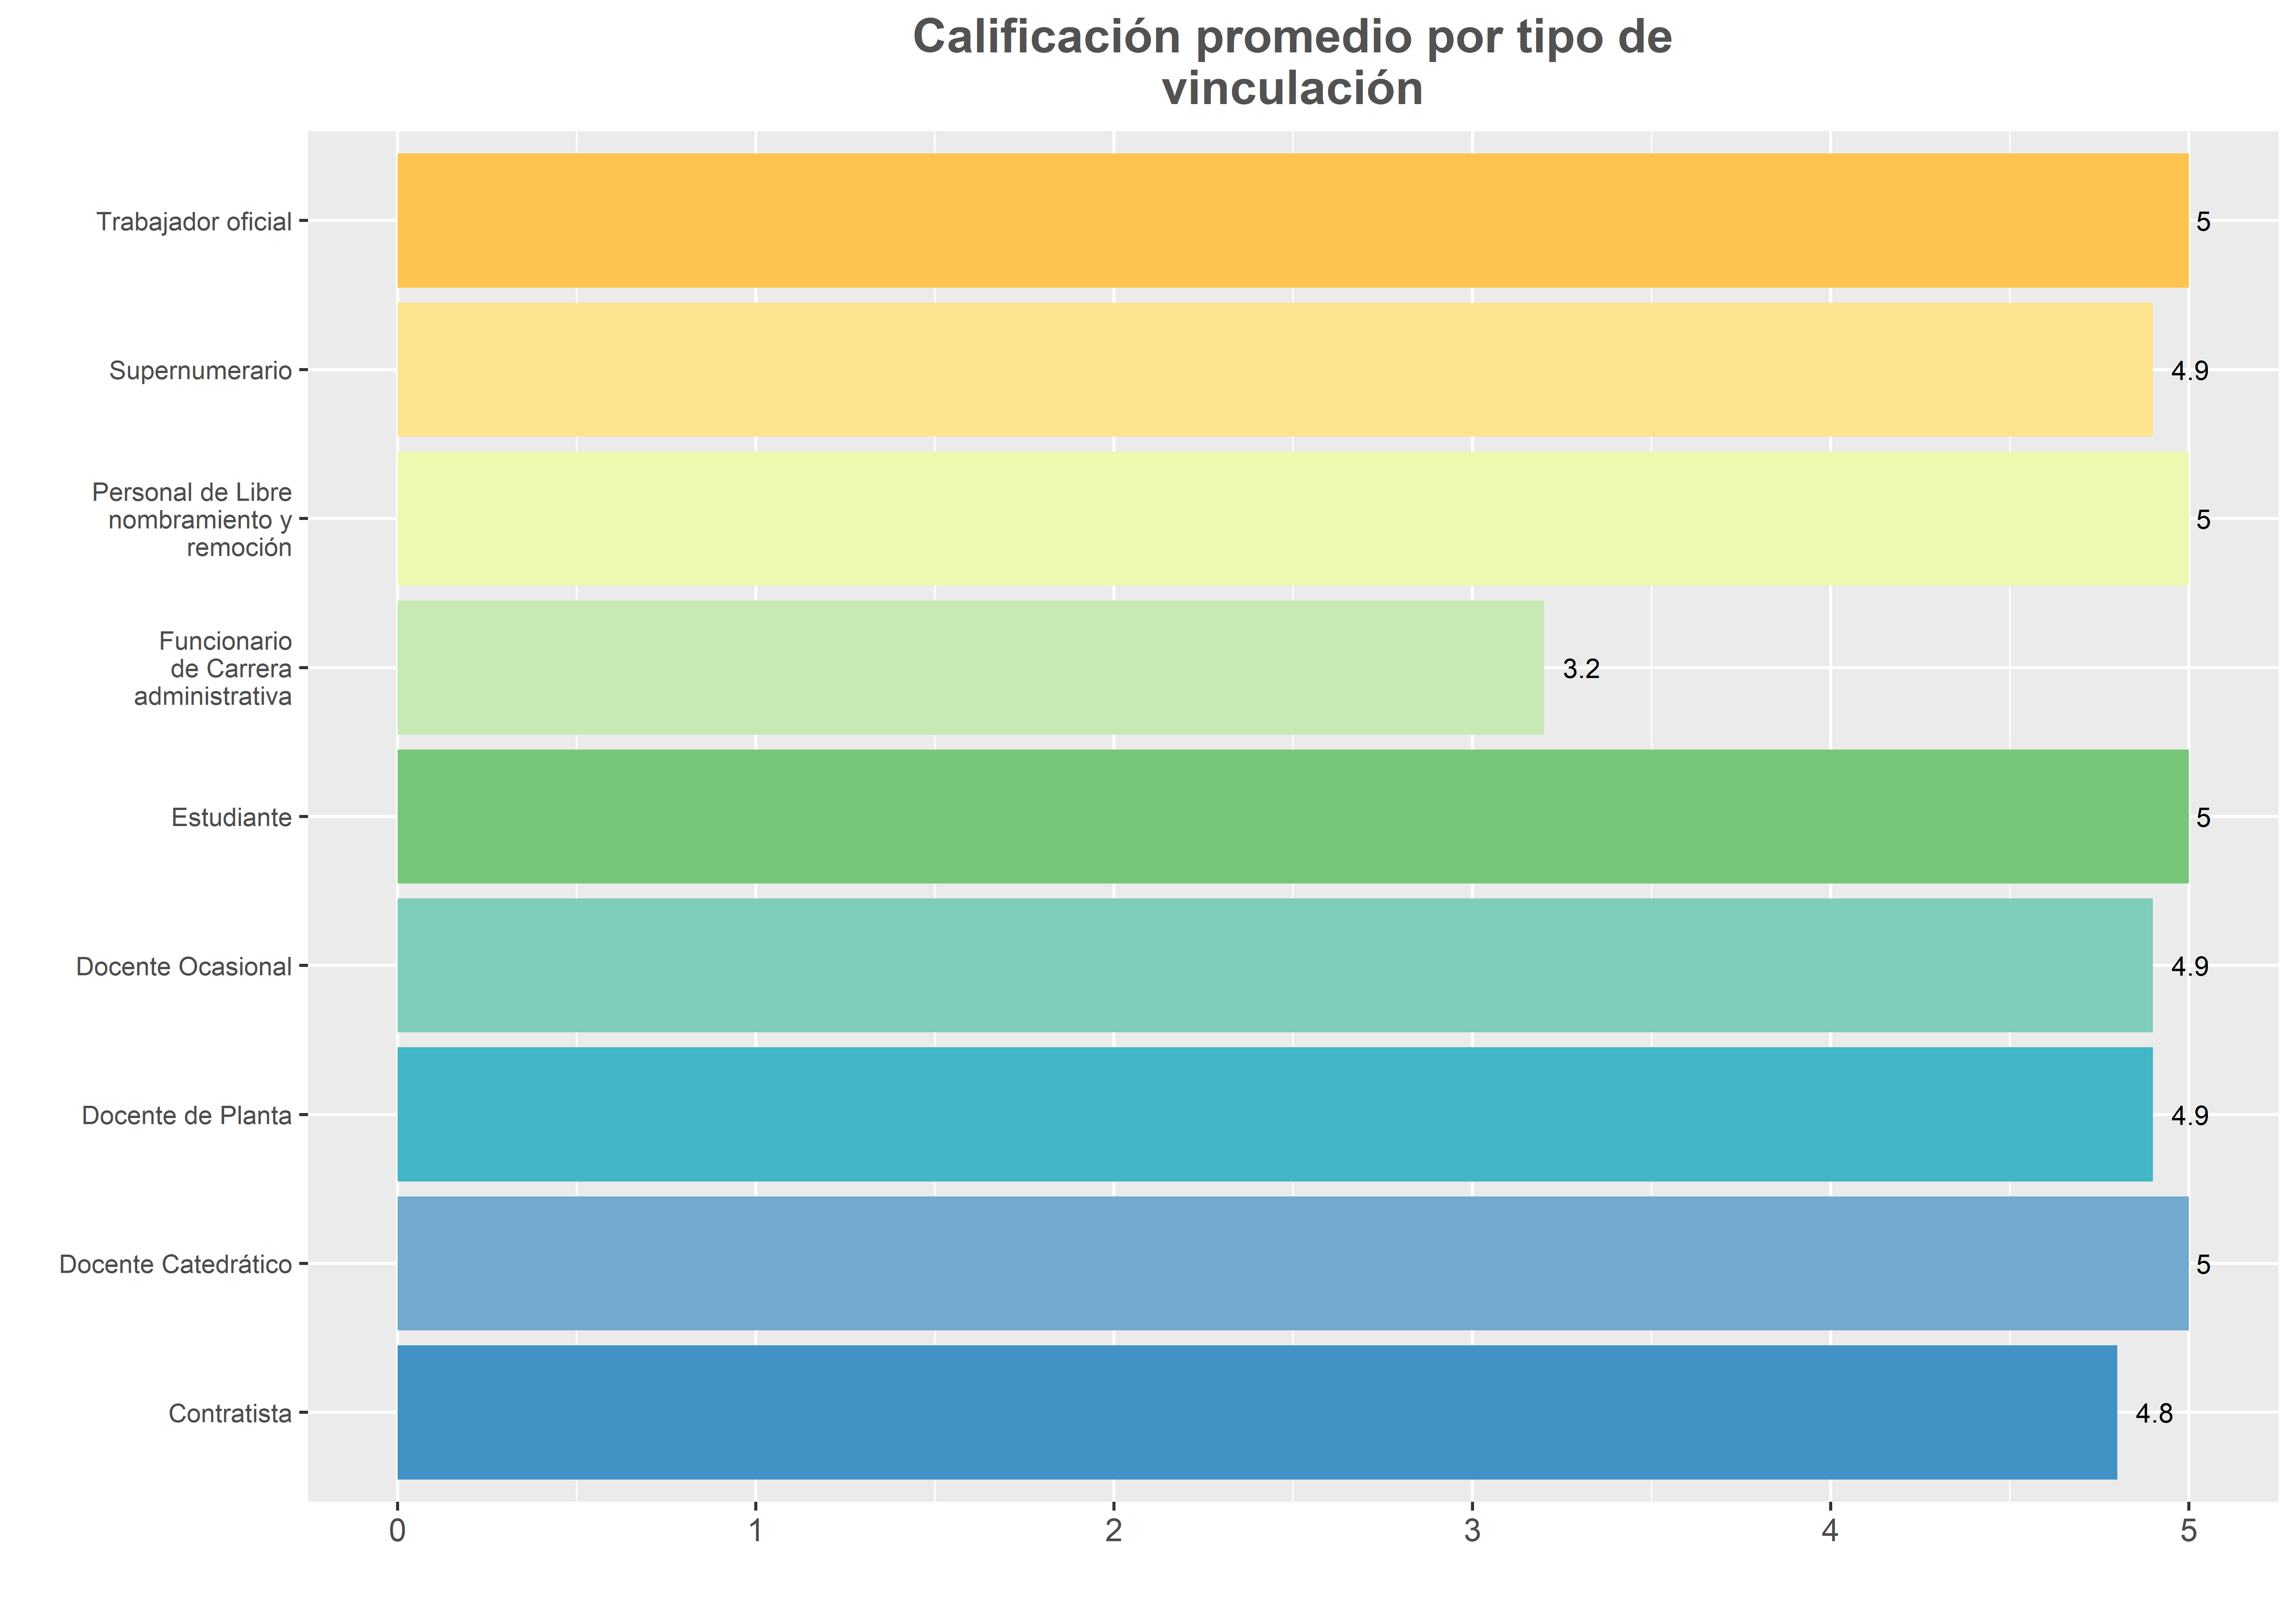 Calificación promedio por tipo de
vinculación
Trabajador oficial
5
Supernumerario
4.9
Personal de Libre
nombramiento y
remoción
5
Funcionario
de Carrera
administrativa
3.2
Estudiante
5
Docente Ocasional
4.9
Docente de Planta
4.9
Docente Catedrático
5
Contratista
4.8
0 1 2 3 4 5